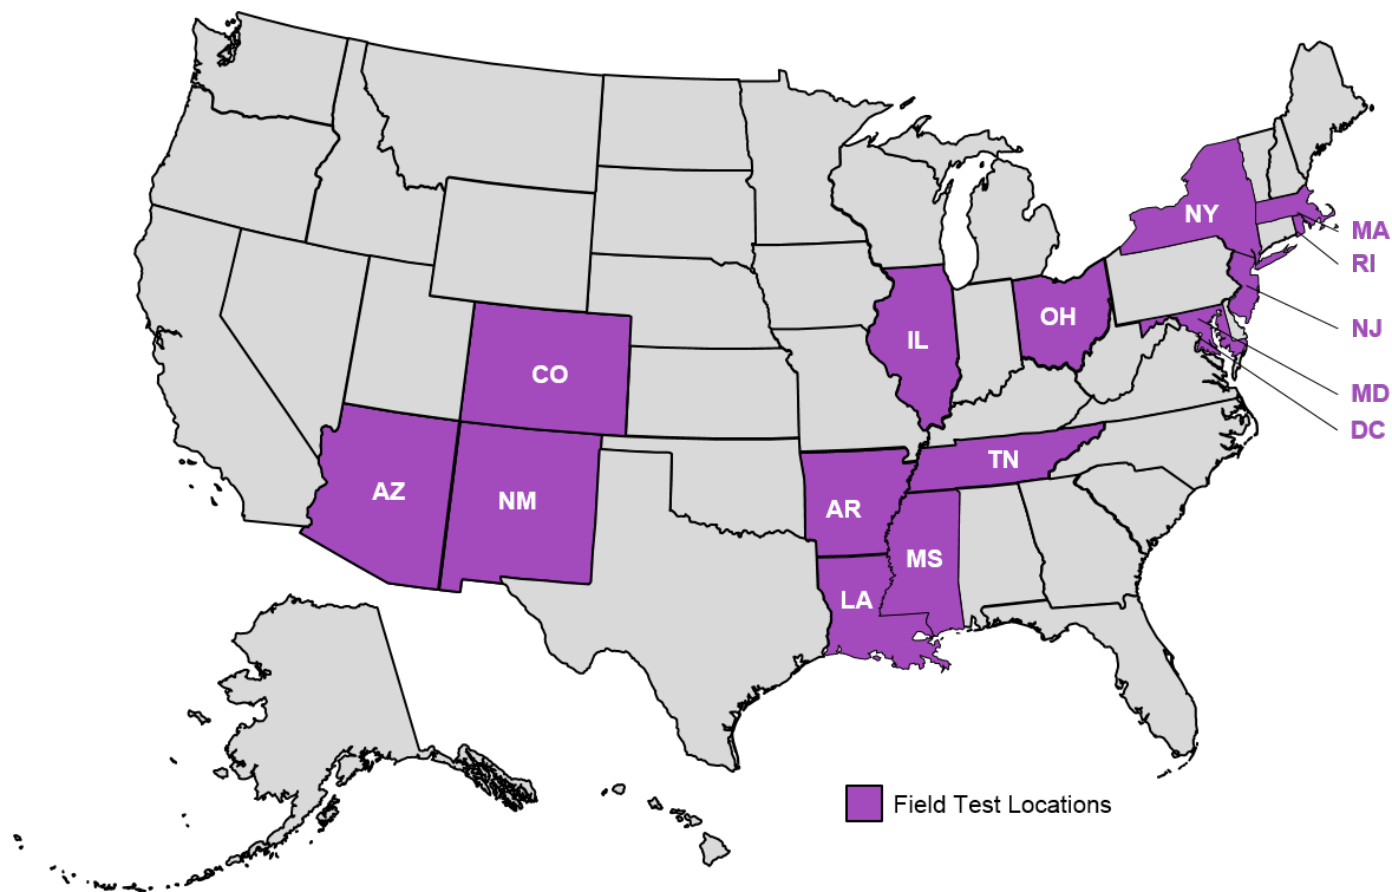 NY
MA
RI
OH
NJ
IL
CO
MD
DC
TN
AZ
NM
AR
MS
LA
Field Test Locations